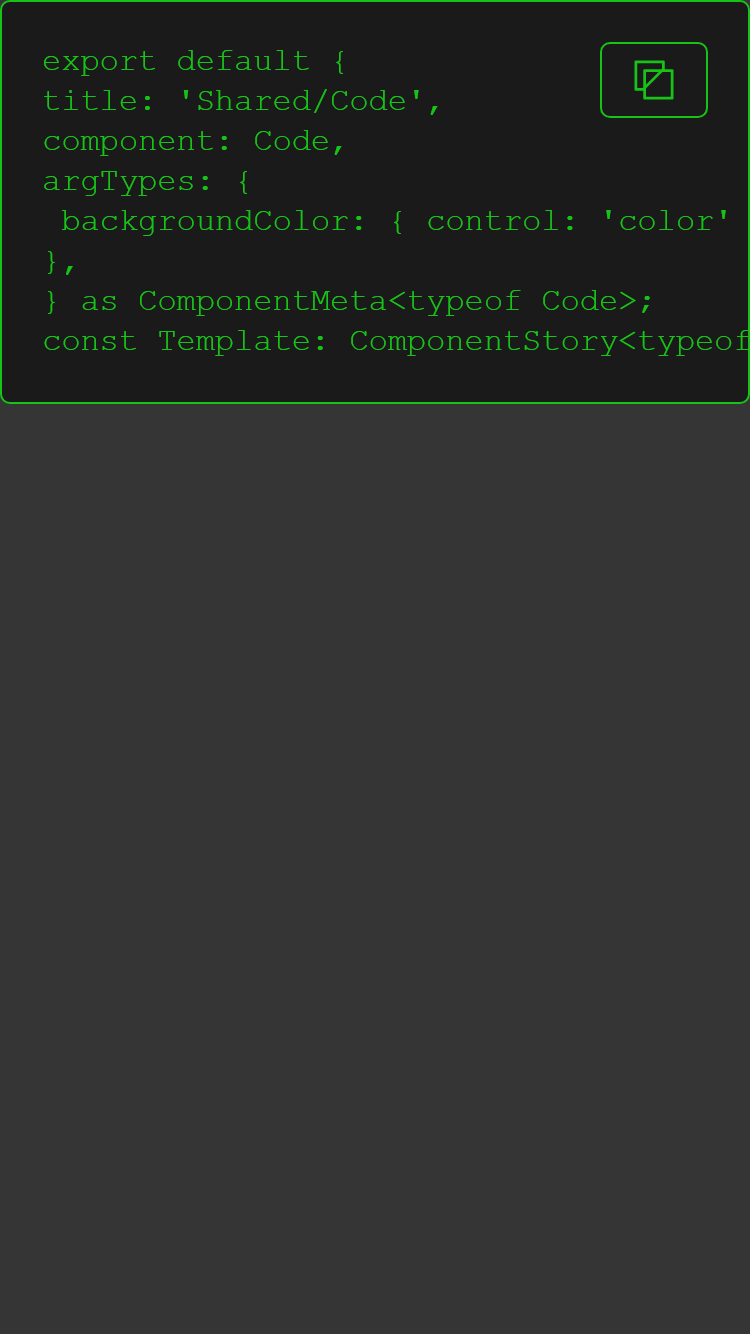 export default {
title: 'Shared/Code',
component: Code,
argTypes: {
backgroundColor: { control: 'color'
},
} as ComponentMeta<typeof Code>;
const Template: ComponentStory<typeof